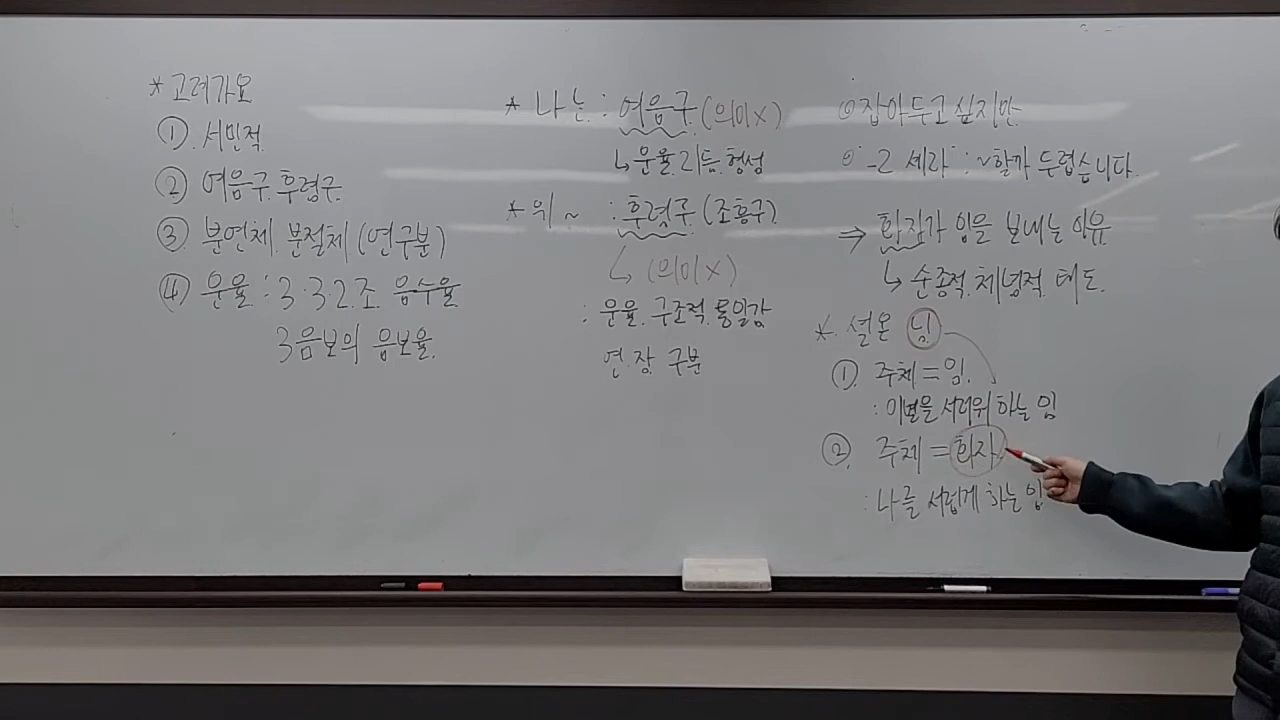 * 고려가요
① 서민적
② 여음구. 후렴구.
③ 분연체. 분절체 (연구분)
④ 운율 : 3·3·2조. 음수율
3음보의 음보율.
* 나는 : 여음구 (의미X)
↳ 운율. 리듬. 형성
* 위~ : 후렴구 (조흥구).
↳ (의미X)
: 운율. 구조적. 통일감
연. 장. 구분
◎ 잡아두고 싶지만
◎ '-ㄹ세라' : ~할까 두렵습니다.
⇒ 화자가 임을 보내는 이유
↳ 순종적. 체념적 태도.
* 설온 님
① 주체 = 임.
: 이별을 서러워 하는 임
② 주체 = 화자.
: 나를 서럽게 하는 임